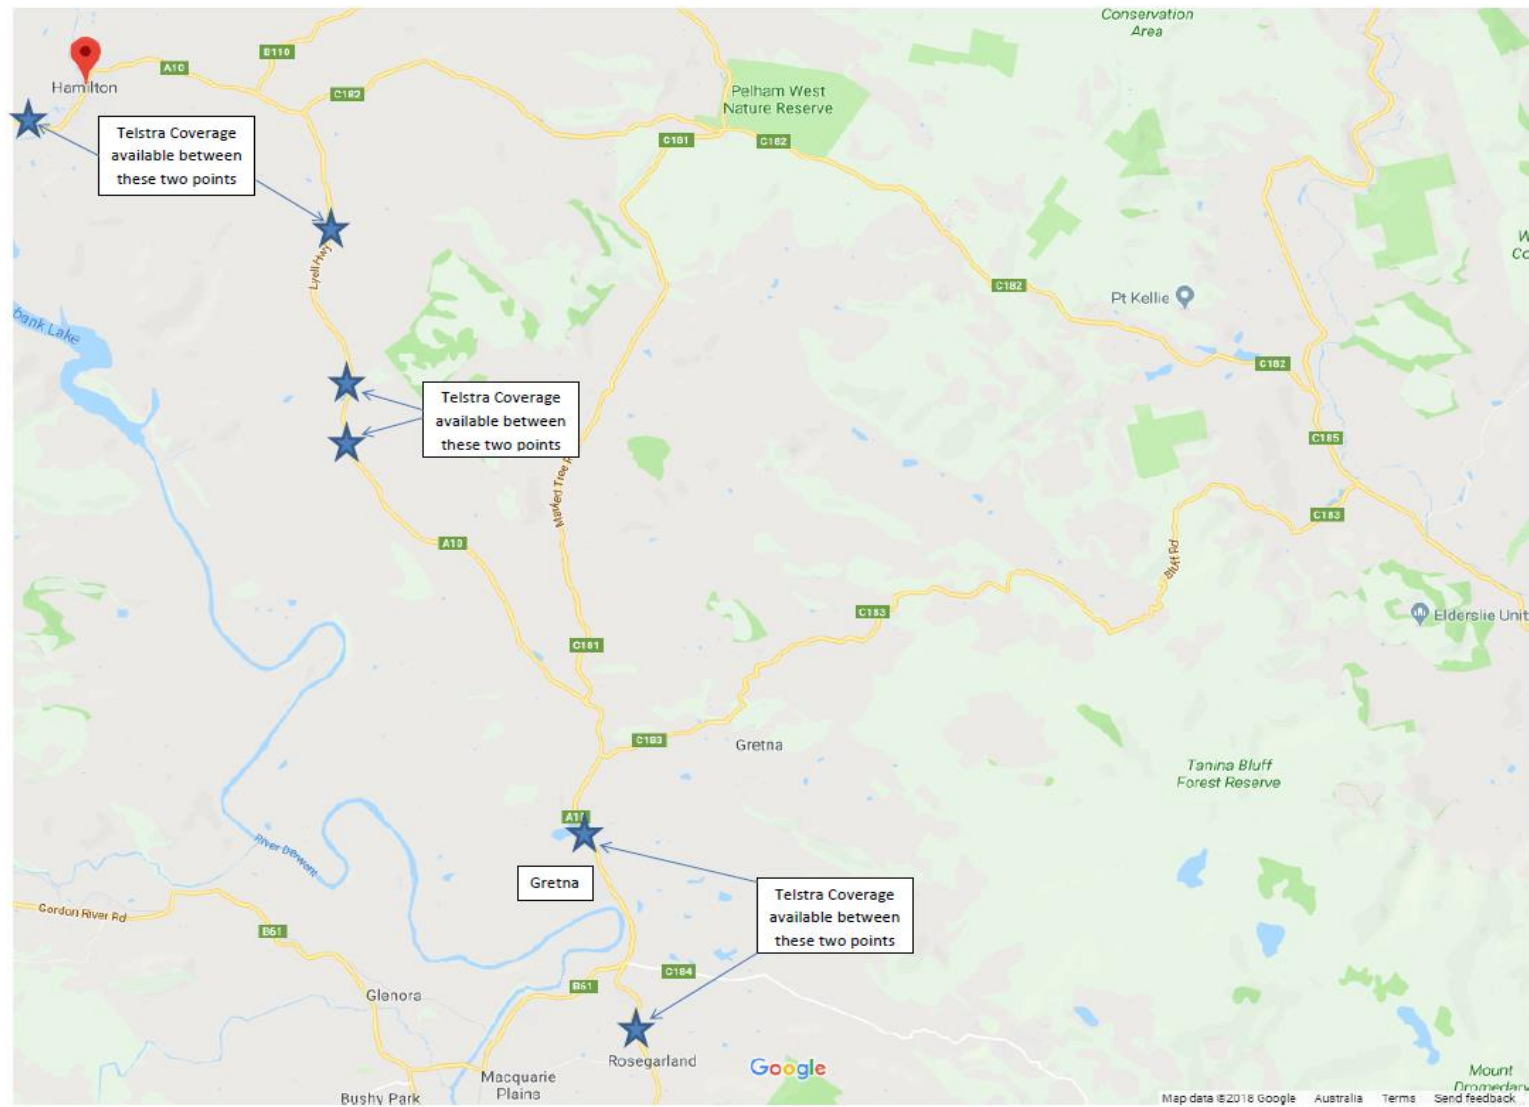 Conservation
Area
B110
A10
Hamilton
C182
Pelham West
Nature Reserve
Telstra Coverage
available between
these two points
C181
C182
W
Co
Lyell Hwy
C182
Pt Kellie
bank Lake
C182
Telstra Coverage
available between
these two points
C185
Marked Tree R
C183
A10
Bluff Rd
C183
Elderslie Unit
C181
C183
Gretna
Tanina Bluff
Forest Reserve
A10
River Derwent
Gretna
Telstra Coverage
available between
these two points
Gordon River Rd
B61
C184
B61
Glenora
Rosegarland
Google
Macquarie
Plains
Bushy Park
Mount
Dromedary
Map data ©2018 Google Australia Terms Send feedback